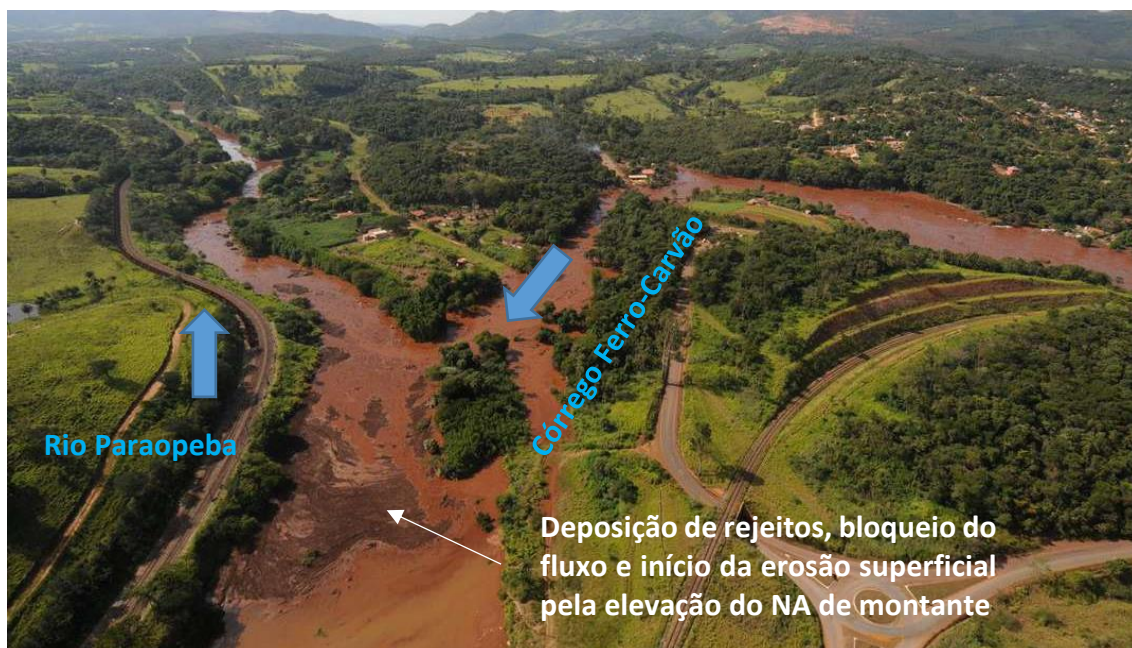 Córrego Ferro-Carvão
Rio Paraopeba
Deposição de rejeitos, bloqueio do
fluxo e início da erosão superficial
pela elevação do NA de montante